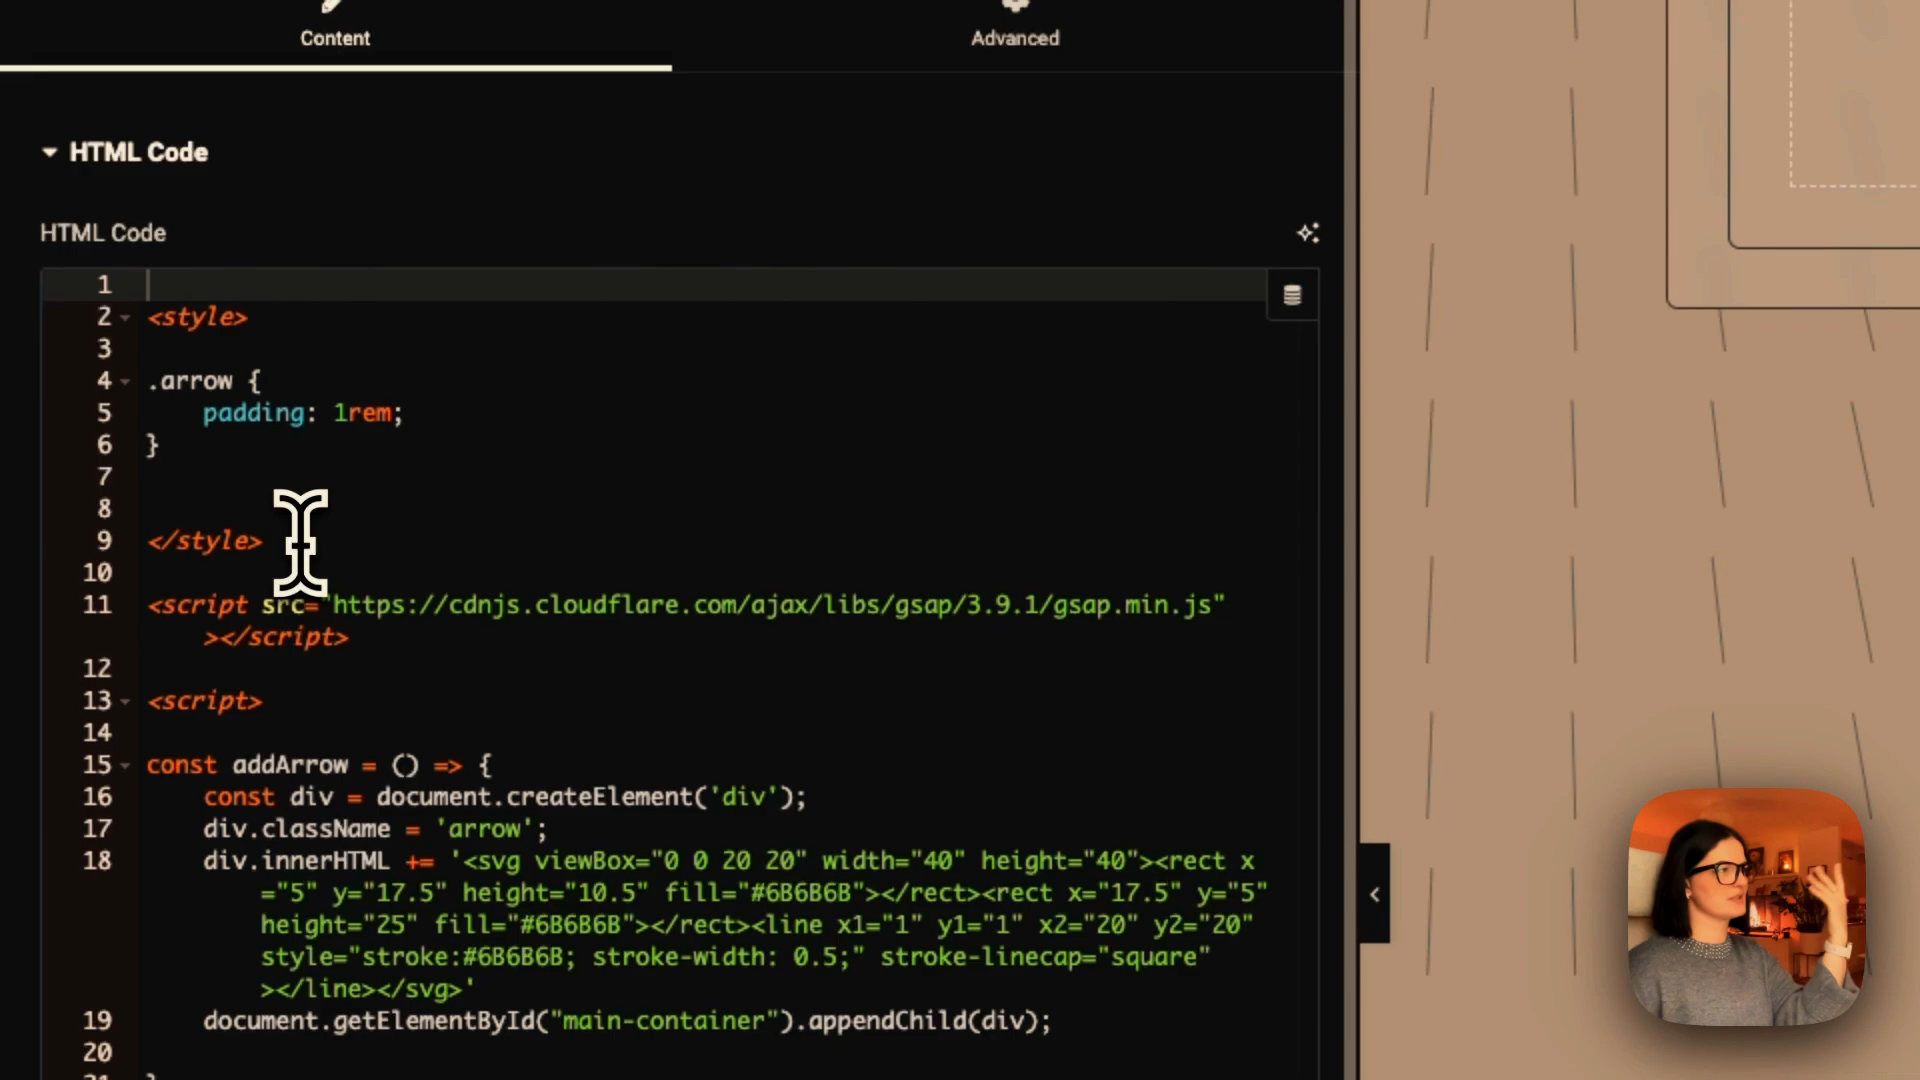 Content
Advanced
HTML Code
HTML Code
1
2 <style>
3
4 .arrow {
5 padding: 1rem;
6 }
7
8
9 </style>
10
11 <script src="https://cdnjs.cloudflare.com/ajax/libs/gsap/3.9.1/gsap.min.js"
></script>
12
13 <script>
14
15 const addArrow = () => {
16 const div = document.createElement('div');
17 div.className = 'arrow';
18 div.innerHTML += '<svg viewBox="0 0 20 20" width="40" height="40"><rect x
="5" y="17.5" height="10.5" fill="#6B6B6B"></rect><rect x="17.5" y="5"
height="25" fill="#6B6B6B"></rect><line x1="1" y1="1" x2="20" y2="20"
style="stroke:#6B6B6B; stroke-width: 0.5;" stroke-linecap="square"
></line></svg>'
19 document.getElementById("main-container").appendChild(div);
20